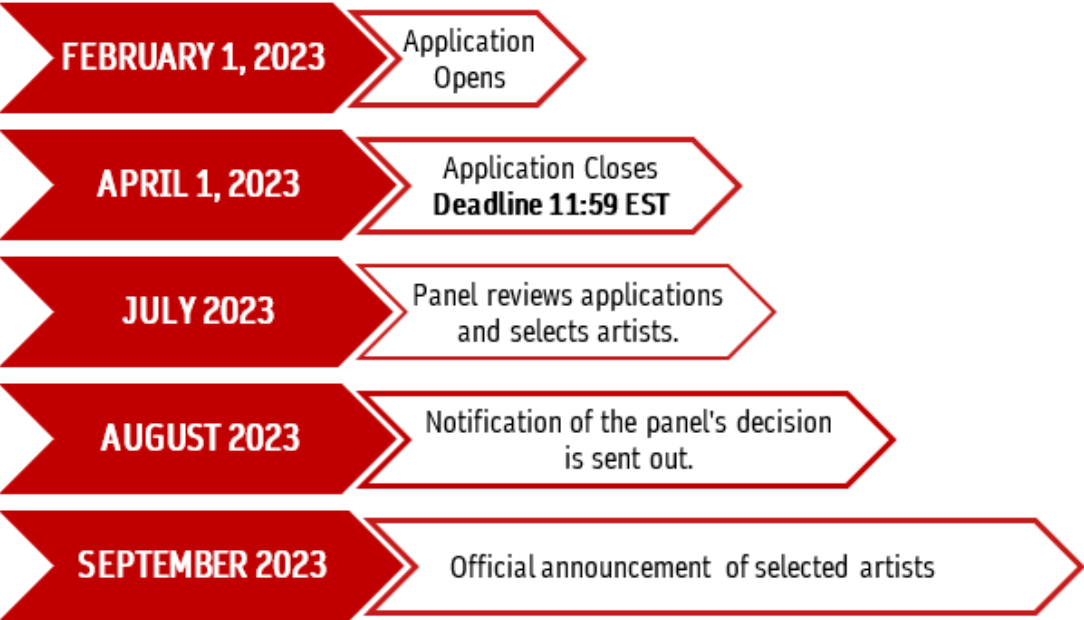 FEBRUARY 1, 2023
Application
Opens
APRIL 1, 2023
Application Closes
Deadline 11:59 EST
JULY 2023
Panel reviews applications
and selects artists.
AUGUST 2023
Notification of the panel's decision
is sent out.
SEPTEMBER 2023
Official announcement of selected artists